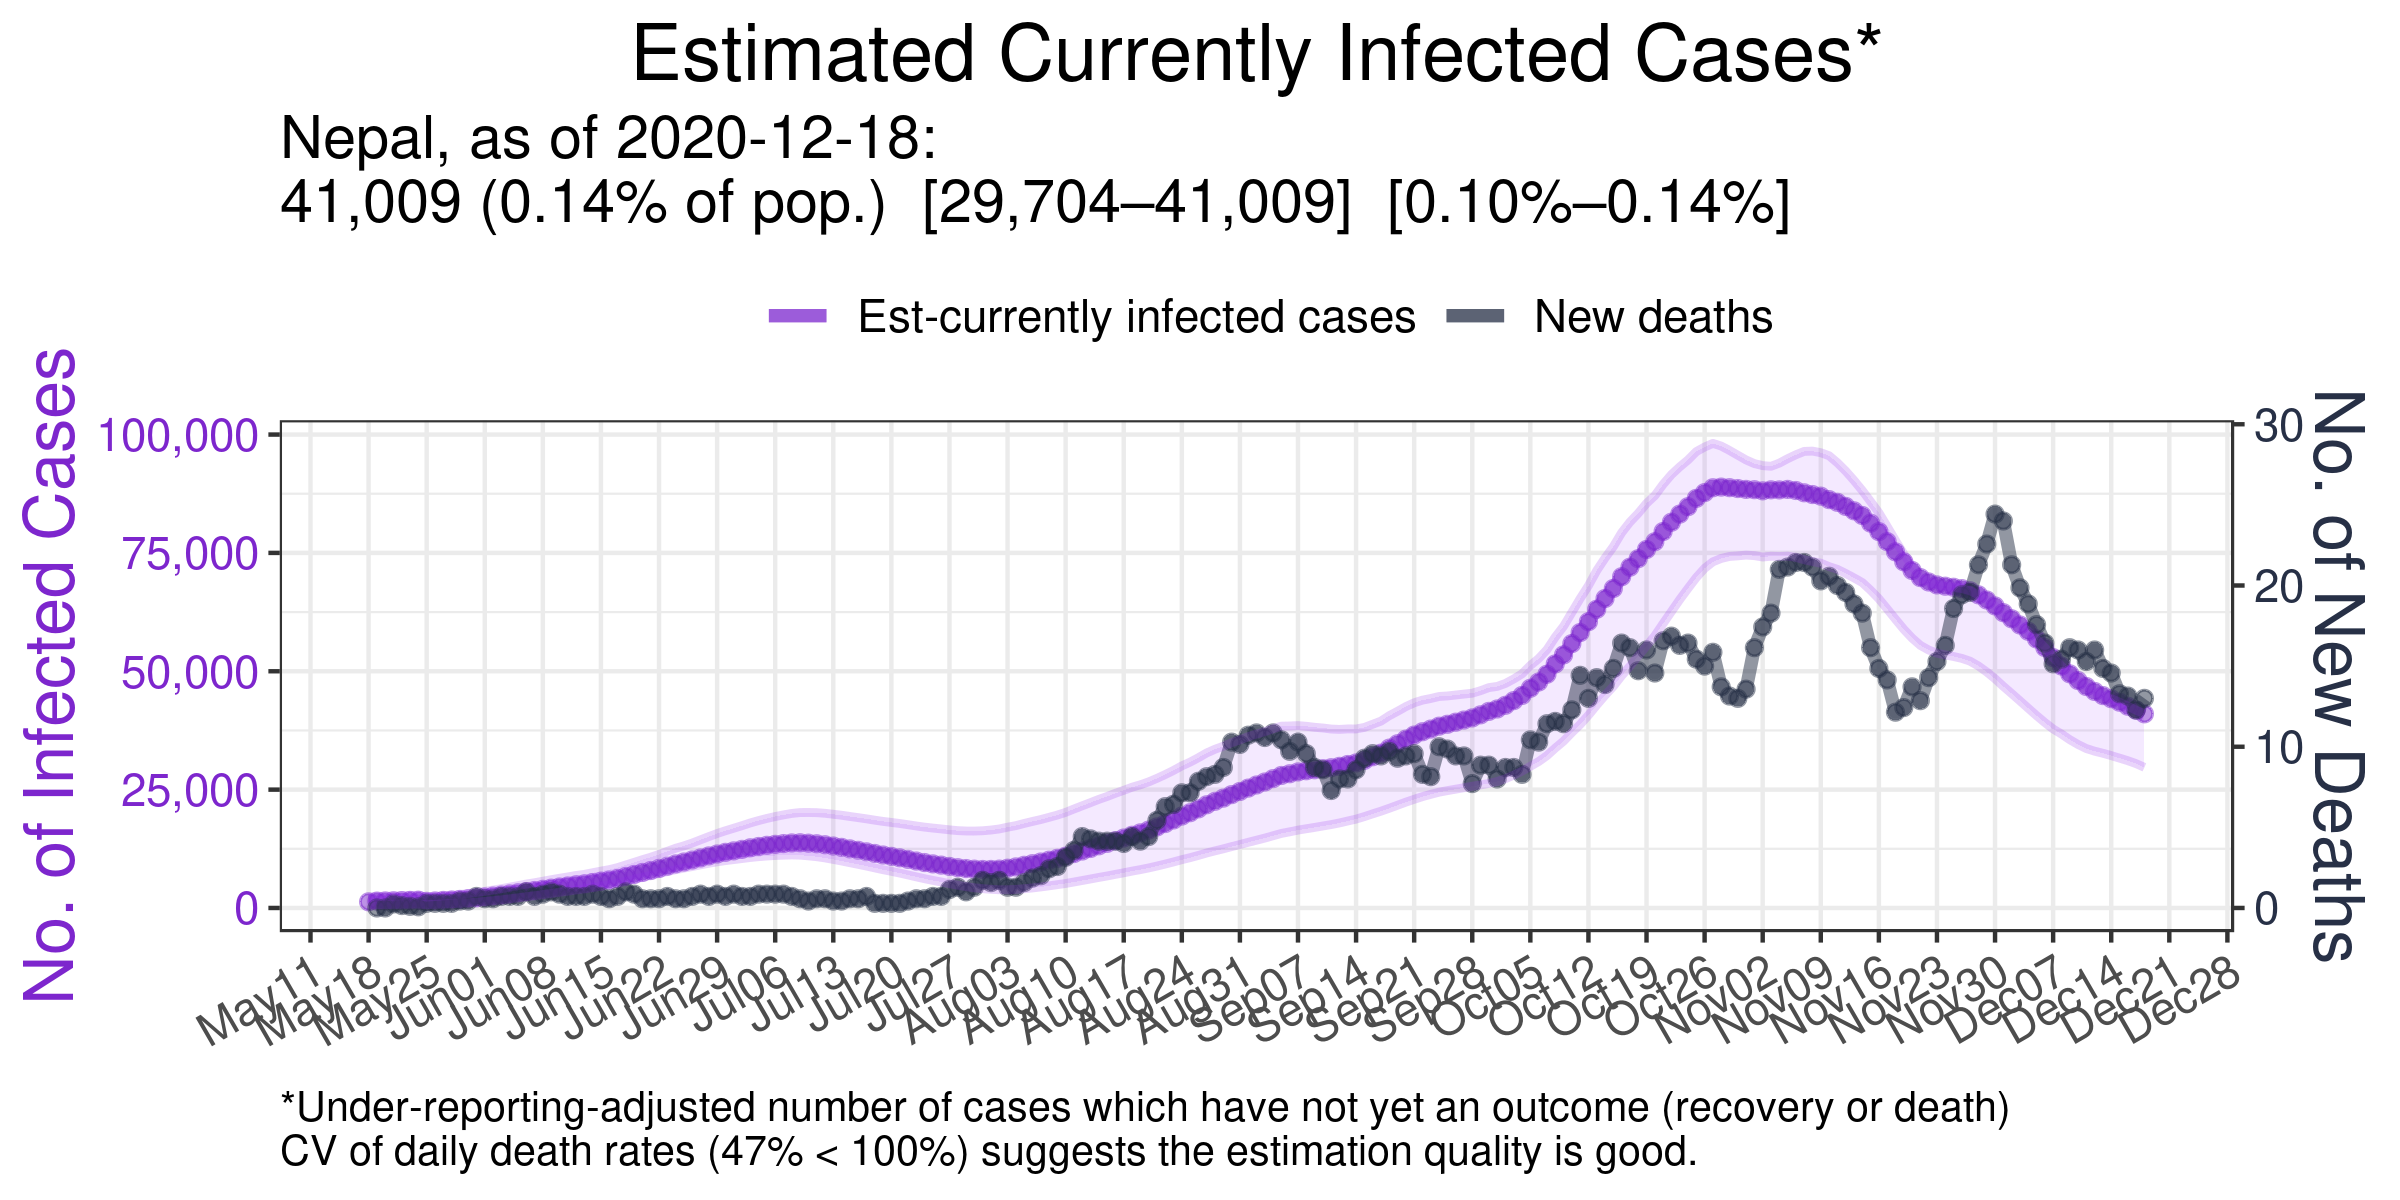 Estimated Currently Infected Cases*
Nepal, as of 2020-12-18:
41,009 (0.14% of pop.) [29,704–41,009] [0.10%–0.14%]
Est-currently infected cases New deaths
No. of Infected Cases
100,000
75,000
50,000
25,000
0
30
20
10
0
No. of New Deaths
May11 May18 May25 Jun01 Jun08 Jun15 Jun22 Jun29 Jul06 Jul13 Jul20 Jul27 Aug03 Aug10 Aug17 Aug24 Aug31 Sep07 Sep14 Sep21 Sep28 Oct05 Oct12 Oct19 Oct26 Nov02 Nov09 Nov16 Nov23 Nov30 Dec07 Dec14 Dec21 Dec28
*Under-reporting-adjusted number of cases which have not yet an outcome (recovery or death)
CV of daily death rates (47% < 100%) suggests the estimation quality is good.